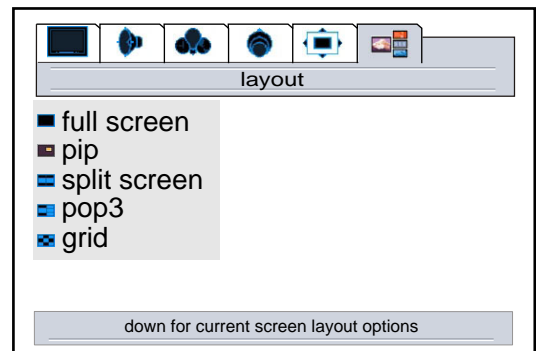 layout
full screen
pip
split screen
pop3
grid
down for current screen layout options